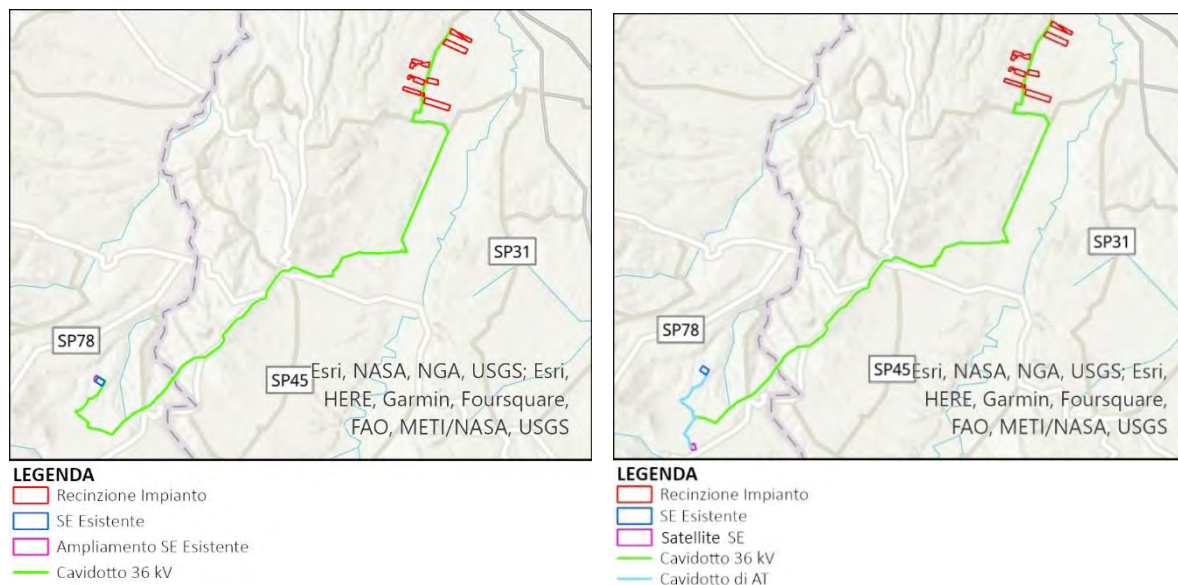 SP31
SP78
SP45
Esri, NASA, NGA, USGS; Esri,
HERE, Garmin, Foursquare,
FAO, METI/NASA, USGS
LEGENDA
Recinzione Impianto
SE Esistente
Ampliamento SE Esistente
Cavidotto 36 kV
SP31
SP78
SP45
Esri, NASA, NGA, USGS; Esri,
HERE, Garmin, Foursquare,
FAO, METI/NASA, USGS
LEGENDA
Recinzione Impianto
SE Esistente
Satellite SE
Cavidotto 36 kV
Cavidotto di AT